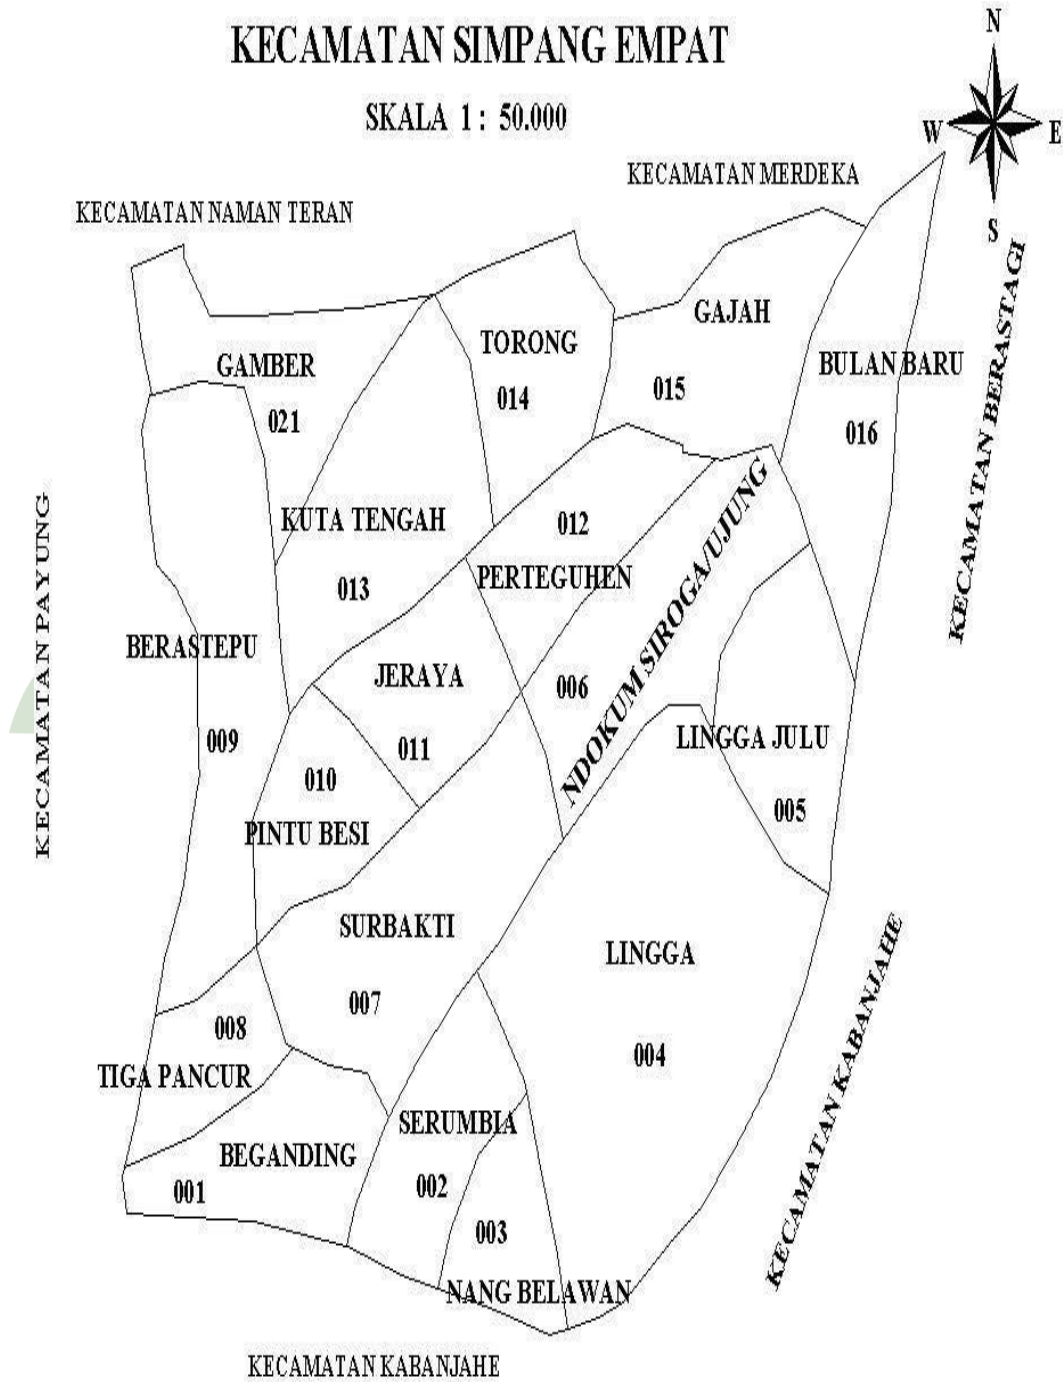 KECAMATAN SIMPANG EMPAT
SKALA 1 : 50.000
N
W
E
S
KECAMATAN MERDEKA
KECAMATAN NAMAN TERAN
KECAMATAN BERASTAGI
GAJAH
015
TORONG
014
BULAN BARU
016
GAMBER
021
KUTA TENGAH
013
012
PERTEGUHEN
NDOKUM SIROGA/UJUNG
006
KECAMATAN PAYUNG
BERASTEPU
009
JERAYA
011
LINGGA JULU
005
010
PINTU BESI
SURBAKTI
007
LINGGA
004
KECAMATAN KABANJAHE
008
TIGA PANCUR
SERUMBIA
002
BEGANDING
001
003
NANG BELAWAN
KECAMATAN KABANJAHE